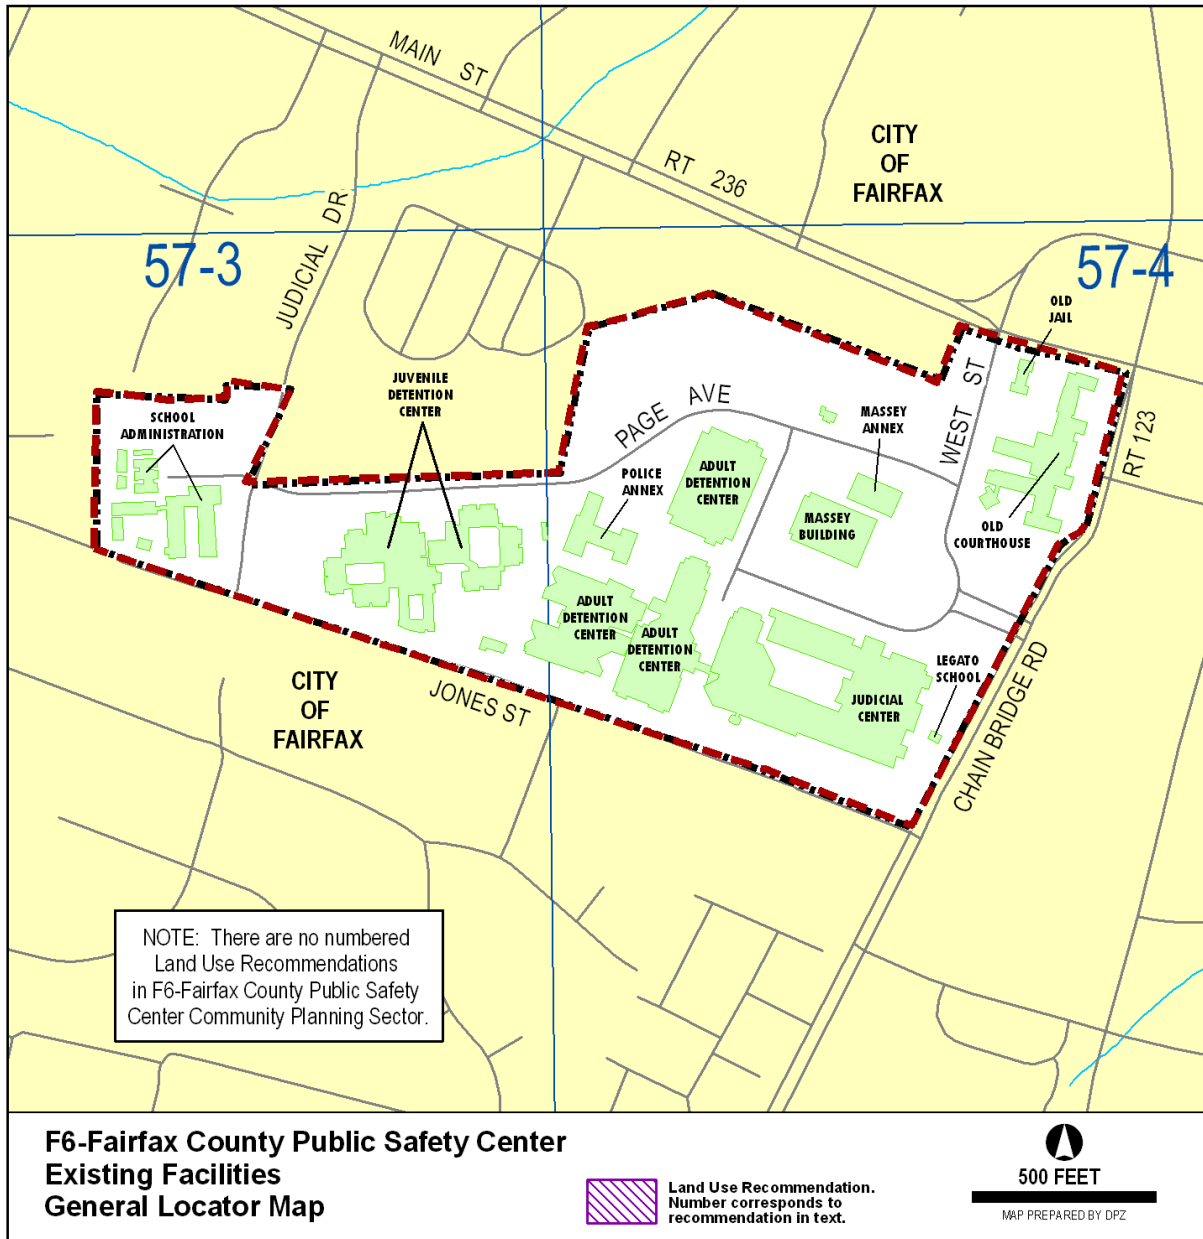 MAIN ST
CITY
OF
FAIRFAX
RT 236
JUDICIAL DR
57-3
57-4
OLD
JAIL
WEST ST
RT 123
JUVENILE
DETENTION
CENTER
PAGE AVE
MASSEY
ANNEX
SCHOOL
ADMINISTRATION
POLICE
ANNEX
ADULT
DETENTION
CENTER
MASSEY
BUILDING
OLD
COURTHOUSE
ADULT
DETENTION
CENTER
ADULT
DETENTION
CENTER
LEGATO
SCHOOL
JUDICIAL
CENTER
CITY
OF
FAIRFAX
JONES ST
CHAIN BRIDGE RD
NOTE: There are no numbered
Land Use Recommendations
in F6-Fairfax County Public Safety
Center Community Planning Sector.
F6-Fairfax County Public Safety Center
Existing Facilities
General Locator Map
Land Use Recommendation.
Number corresponds to
recommendation in text.
500 FEET
MAP PREPARED BY DPZ